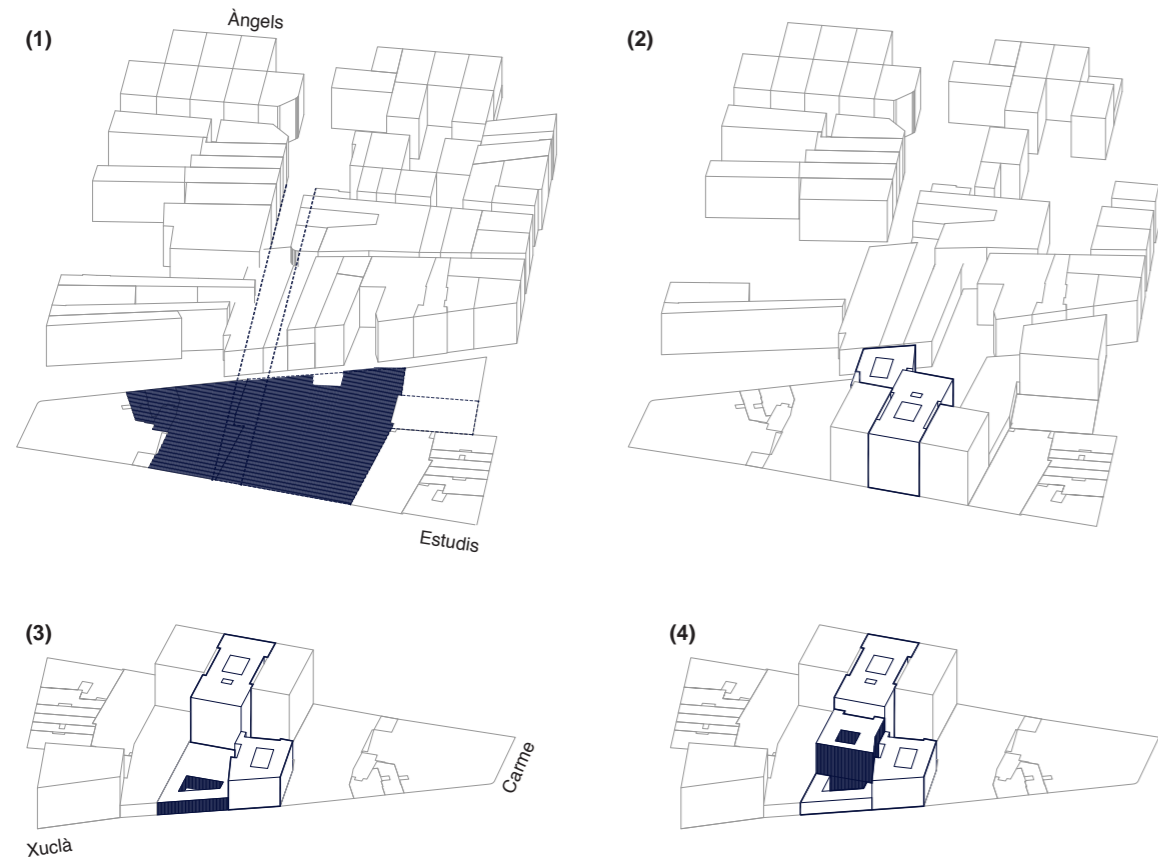 (1)
Àngels
(2)
Estudis
(3)
(4)
Carme
Xuclà